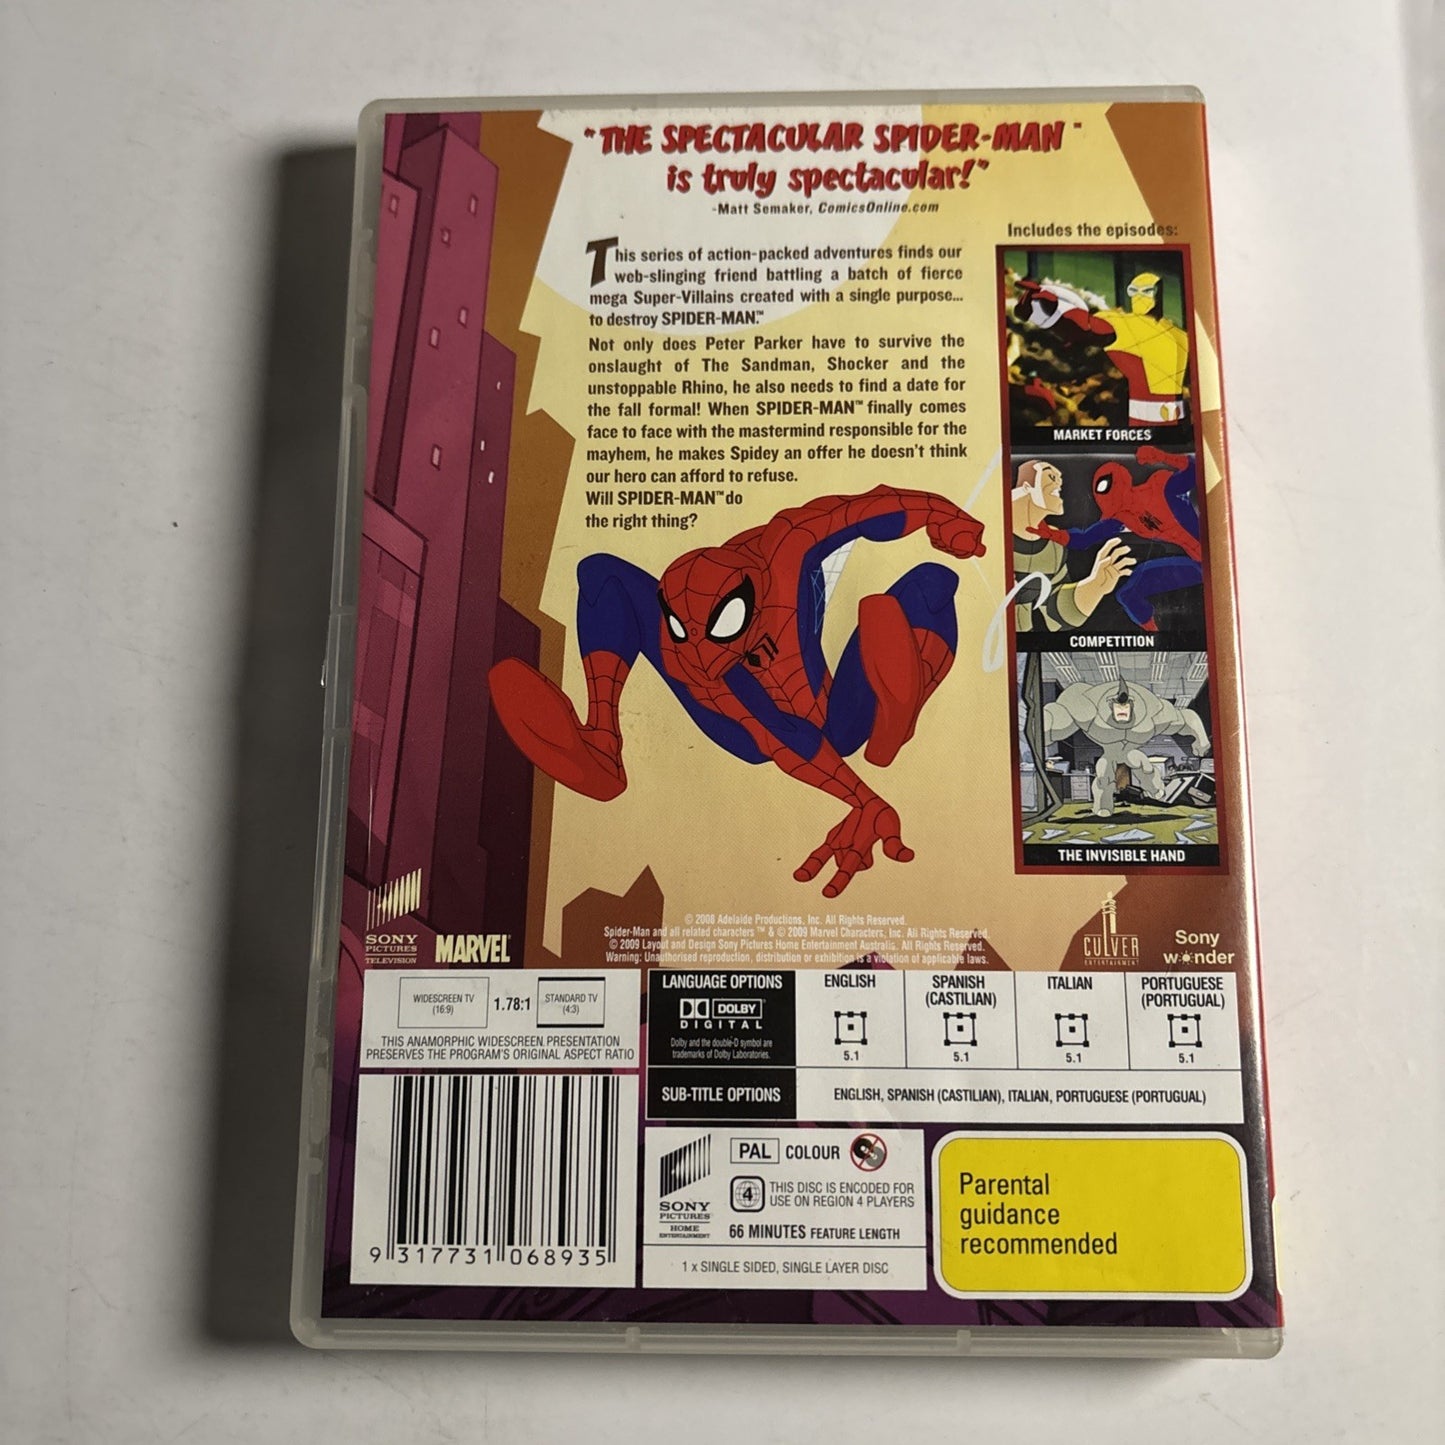 "THE SPECTACULAR SPIDER-MAN"
is truly spectacular!"
-Matt Semaker, ComicsOnline.com
This series of action-packed adventures finds our
web-slinging friend battling a batch of fierce
mega Super-Villains created with a single purpose...
to destroy SPIDER-MAN.™
Not only does Peter Parker have to survive the
onslaught of The Sandman, Shocker and the
unstoppable Rhino, he also needs to find a date for
the fall formal! When SPIDER-MAN™ finally comes
face to face with the mastermind responsible for the
mayhem, he makes Spidey an offer he doesn't think
our hero can afford to refuse.
Will SPIDER-MAN™ do
the right thing?
Includes the episodes:
MARKET FORCES
COMPETITION
THE INVISIBLE HAND
© 2008 Adelaide Productions, Inc. All Rights Reserved.
Spider-Man and all related characters ™ & © 2009 Marvel Characters, Inc. All Rights Reserved.
© 2009 Layout and Design Sony Pictures Home Entertainment Australia. All Rights Reserved.
Warning: Unauthorised reproduction, distribution or exhibition is a violation of applicable laws.
SONY
PICTURES
TELEVISION
MARVEL
CULVER
ENTERTAINMENT
Sony
wonder
WIDESCREEN TV
(16:9)
1.78:1
STANDARD TV
(4:3)
THIS ANAMORPHIC WIDESCREEN PRESENTATION
PRESERVES THE PROGRAM'S ORIGINAL ASPECT RATIO
LANGUAGE OPTIONS
DOLBY
DIGITAL
Dolby and the double-D symbol are
trademarks of Dolby Laboratories.
ENGLISH
5.1
SPANISH
(CASTILIAN)
5.1
ITALIAN
5.1
PORTUGUESE
(PORTUGUAL)
5.1
SUB-TITLE OPTIONS
ENGLISH, SPANISH (CASTILIAN), ITALIAN, PORTUGUESE (PORTUGUAL)
9 317731 068935
SONY
PICTURES
HOME
ENTERTAINMENT
PAL COLOUR
4
THIS DISC IS ENCODED FOR
USE ON REGION 4 PLAYERS
66 MINUTES FEATURE LENGTH
1 x SINGLE SIDED, SINGLE LAYER DISC
Parental
guidance
recommended